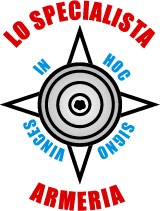 LO SPECIALISTA
IN HOC
SIGNO VINCES
ARMERIA